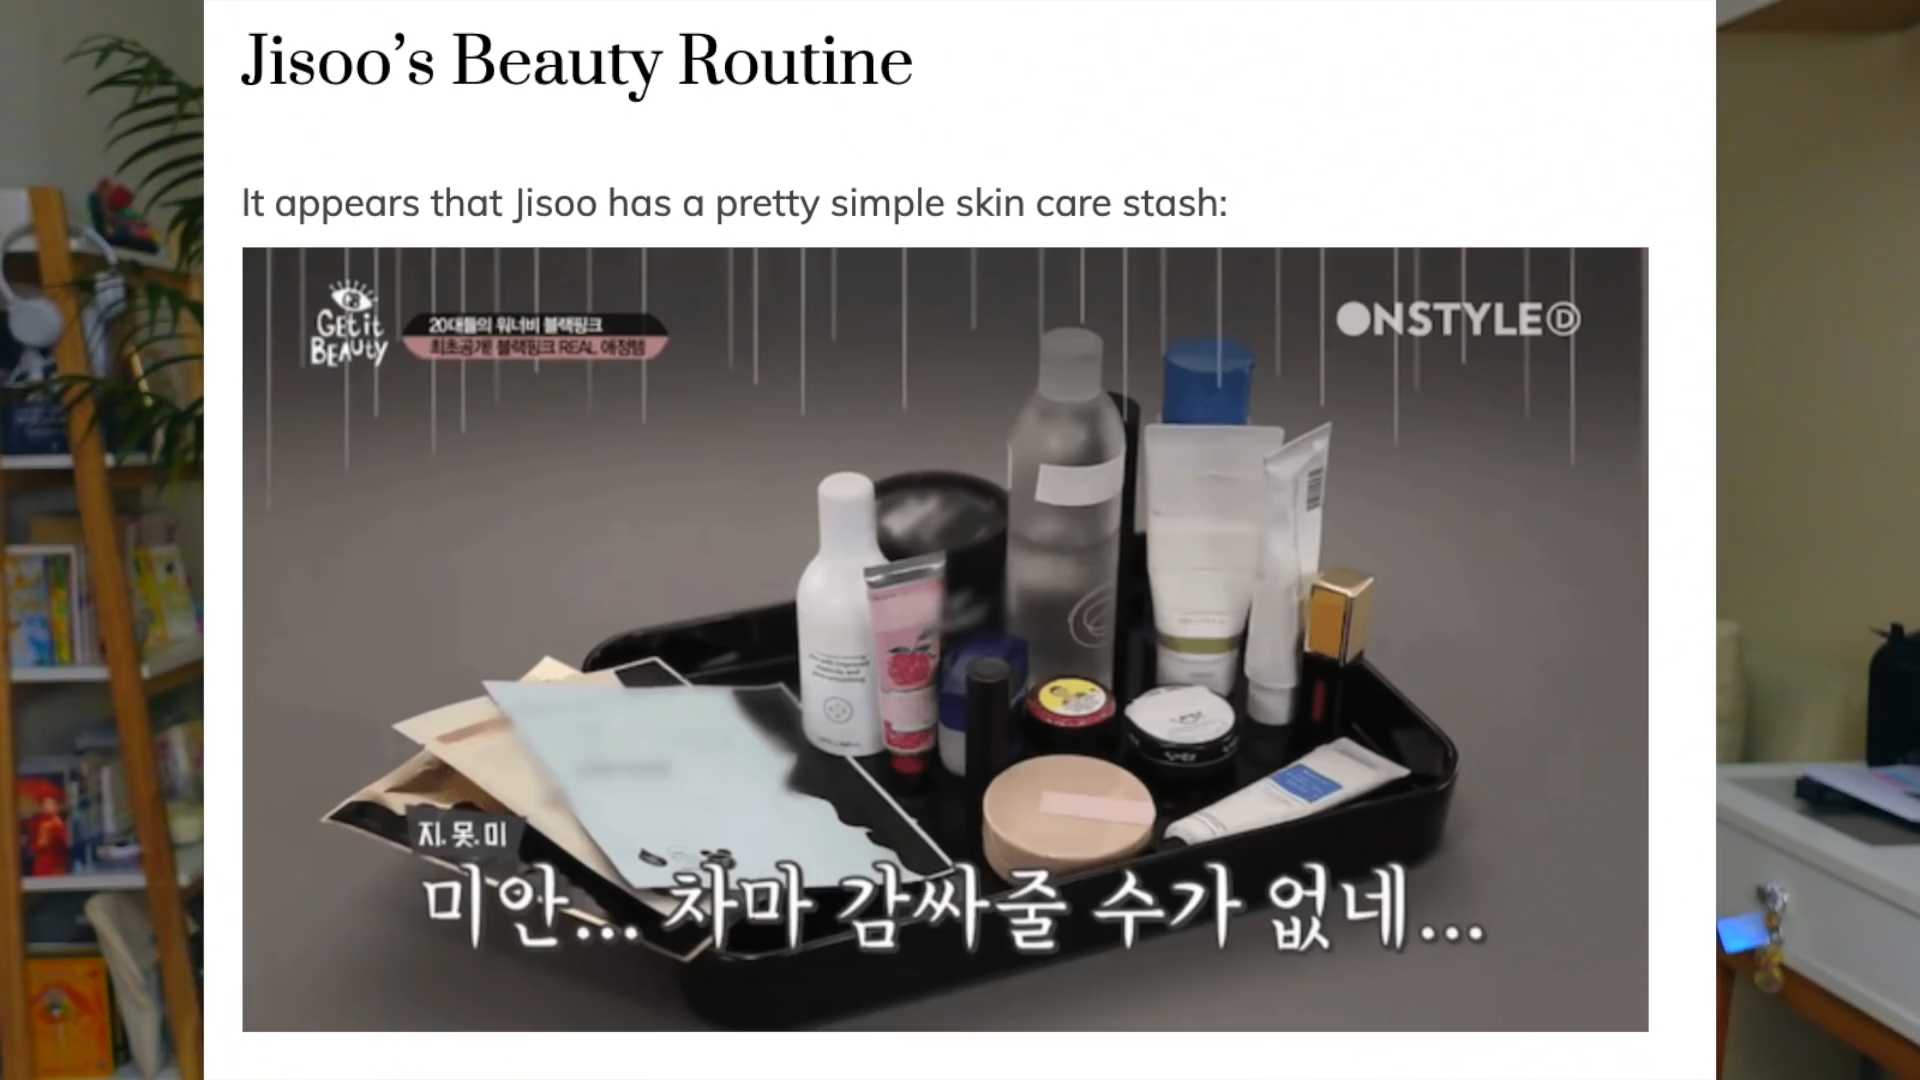 Jisoo’s Beauty Routine
It appears that Jisoo has a pretty simple skin care stash:
GEt it
BEAUty
20대들의 워너비 블랙핑크
최초공개! 블랙핑크 REAL 애정템
ONSTYLE D
지.못.미
미안... 차마 감싸줄 수가 없네...